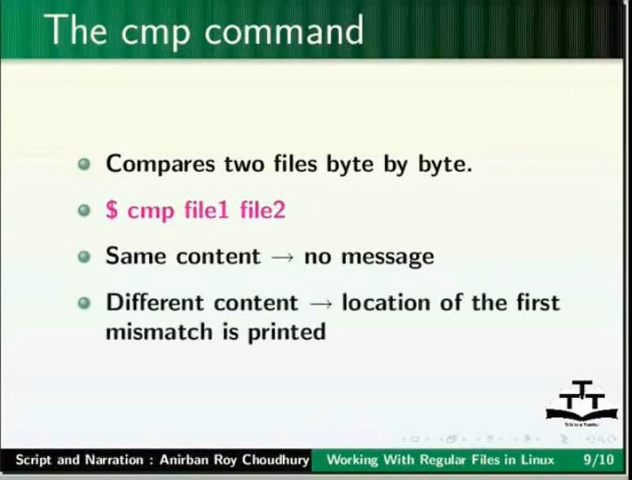 The cmp command
Compares two files byte by byte.
$ cmp file1 file2
Same content → no message
Different content → location of the first
mismatch is printed
TTT
Script and Narration : Anirban Roy Choudhury
Working With Regular Files in Linux
9/10